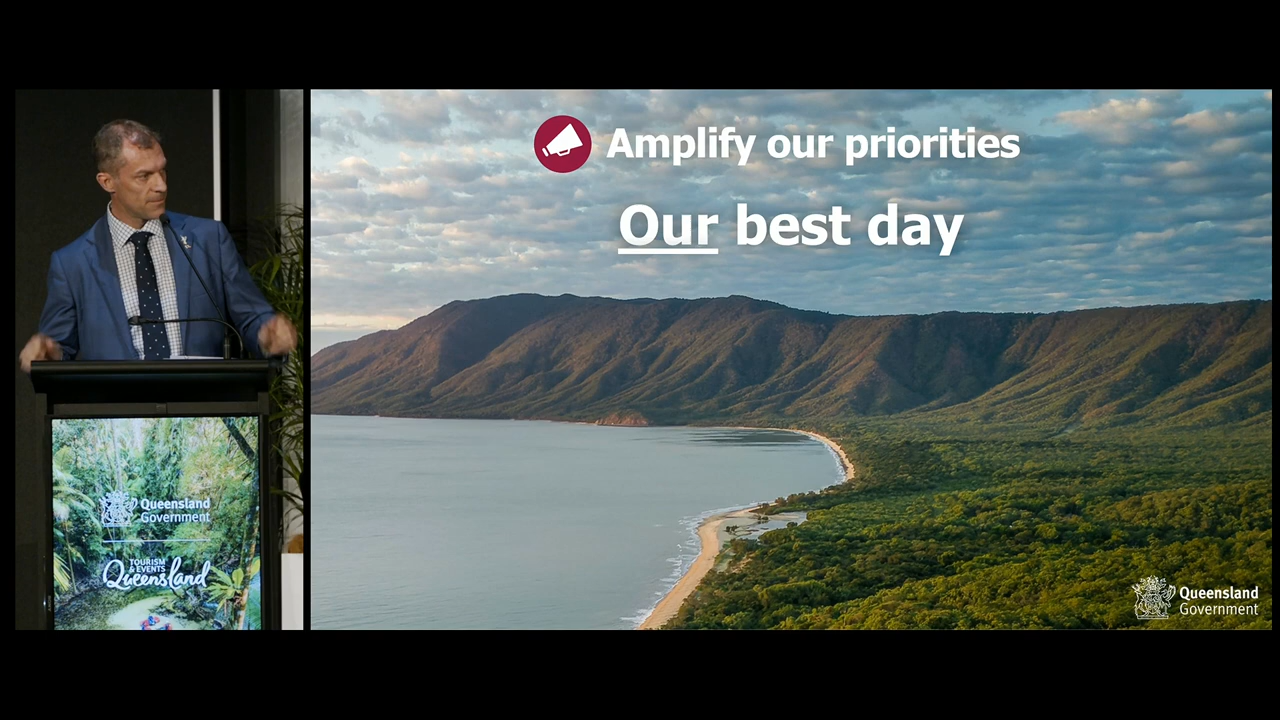 Amplify our priorities
Our best day
Queensland
Government
TOURISM
& EVENTS
Queensland
Queensland
Government